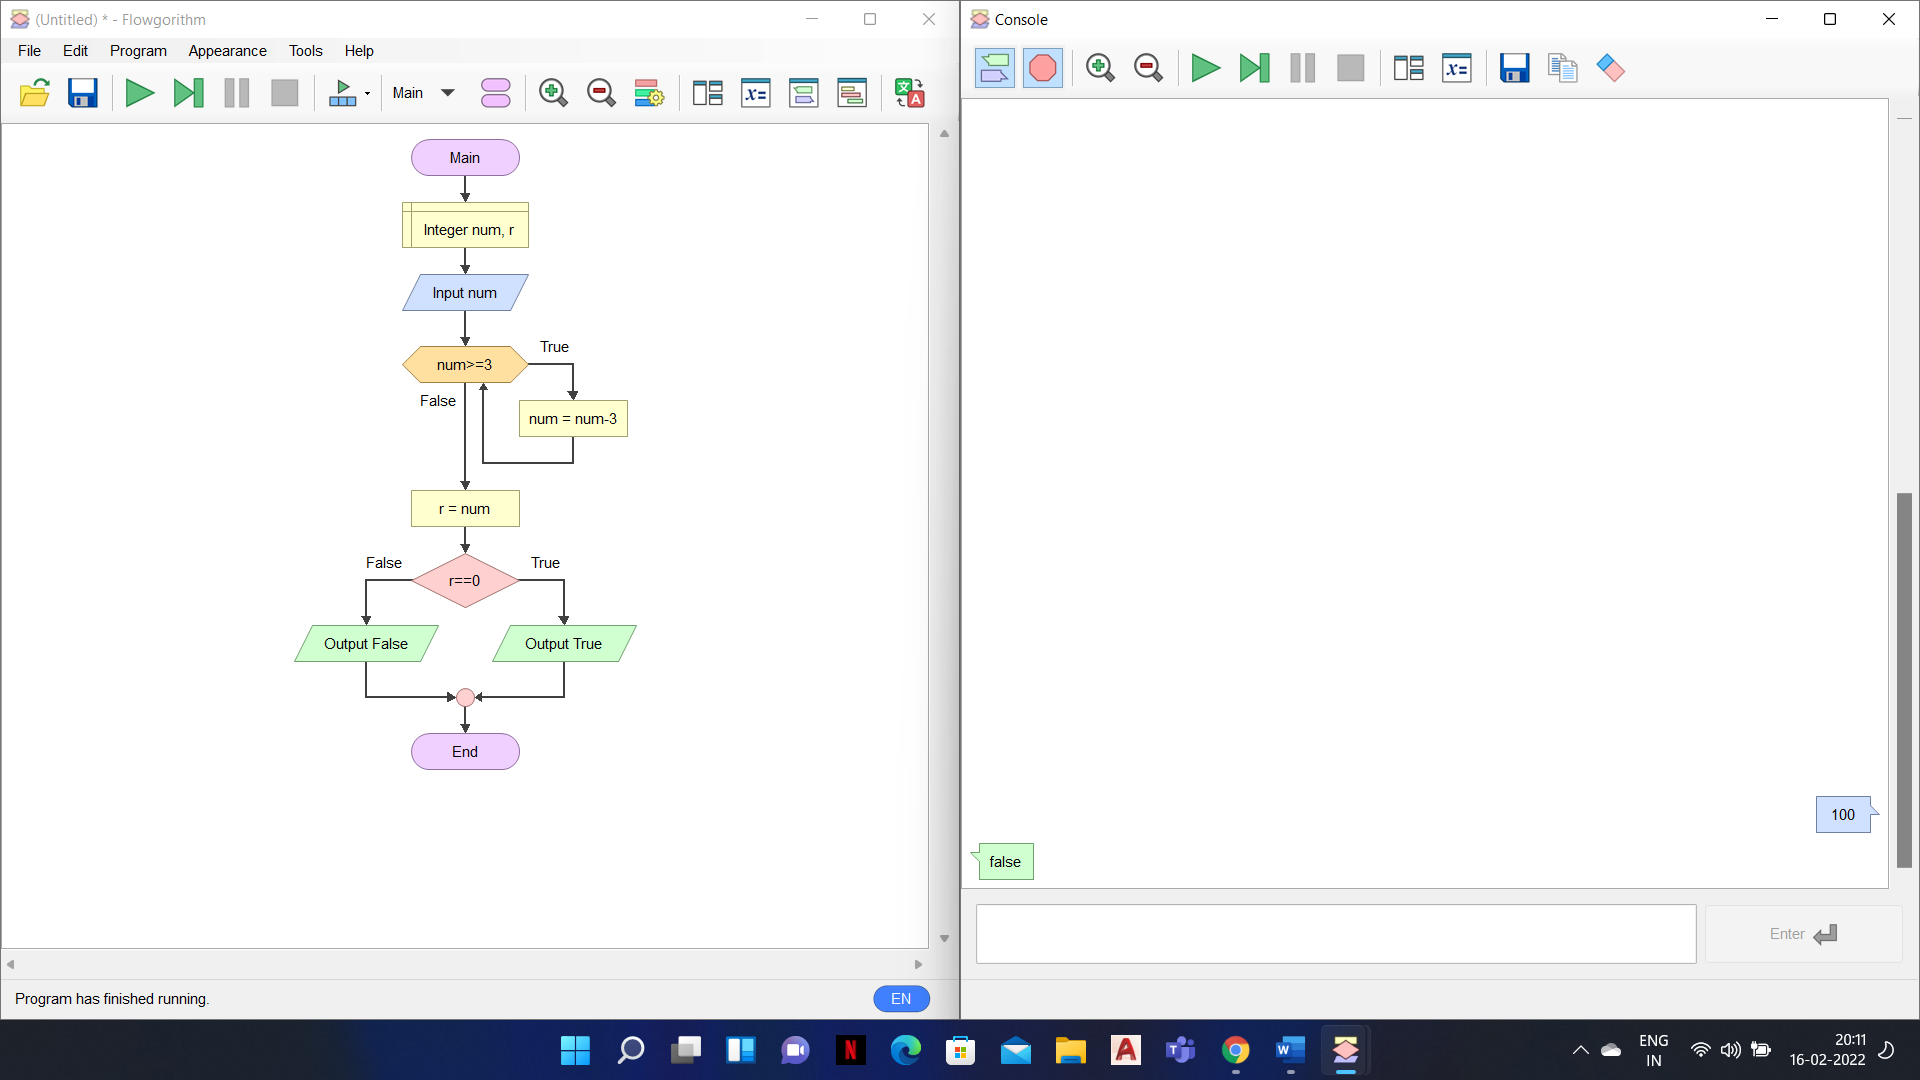 (Untitled) * - Flowgorithm
File Edit Program Appearance Tools Help
Main
x=
文
A
Main
Integer num, r
Input num
num>=3
True
False
num = num-3
r = num
False
True
r==0
Output False
Output True
End
Program has finished running.
EN
Console
x=
100
false
Enter
N
A
T
W
ENG
IN
20:11
16-02-2022